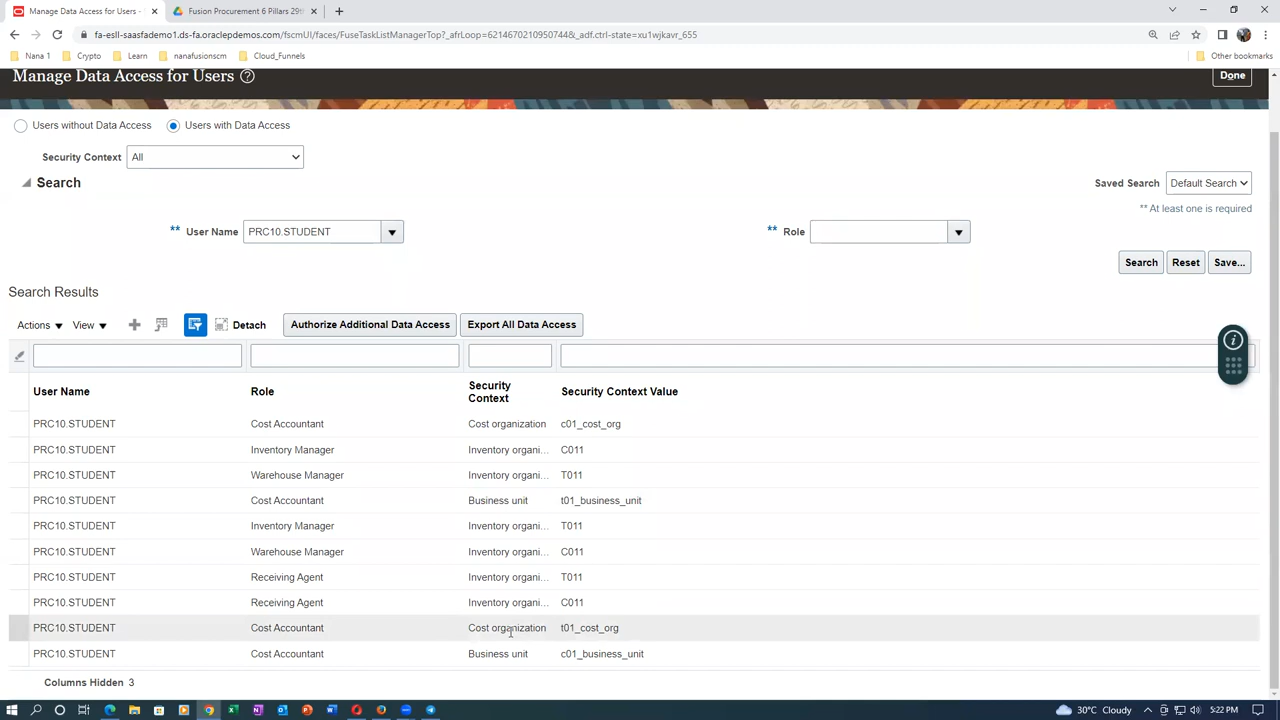 Manage Data Access for Users -
Fusion Procurement 6 Pillars 29th
fa-esll-saasfademo1.ds-fa.oraclepdemos.com/fscmUI/faces/FuseTaskListManagerTop?_afrLoop=6214670210950744&_adf.ctrl-state=xu1wjkavr_655
Nana 1 Crypto Learn nanafusionscm Cloud_Funnels Other bookmarks
Manage Data Access for Users ? Done
Users without Data Access Users with Data Access
Security Context All
Search Saved Search Default Search
** At least one is required
** User Name PRC10.STUDENT ** Role
Search Reset Save...
Search Results
Actions View Detach Authorize Additional Data Access Export All Data Access
User Name Role Security Context Security Context Value
PRC10.STUDENT Cost Accountant Cost organization c01_cost_org
PRC10.STUDENT Inventory Manager Inventory organi... C011
PRC10.STUDENT Warehouse Manager Inventory organi... T011
PRC10.STUDENT Cost Accountant Business unit t01_business_unit
PRC10.STUDENT Inventory Manager Inventory organi... T011
PRC10.STUDENT Warehouse Manager Inventory organi... C011
PRC10.STUDENT Receiving Agent Inventory organi... T011
PRC10.STUDENT Receiving Agent Inventory organi... C011
PRC10.STUDENT Cost Accountant Cost organization t01_cost_org
PRC10.STUDENT Cost Accountant Business unit c01_business_unit
Columns Hidden 3
30°C Cloudy 5:22 PM